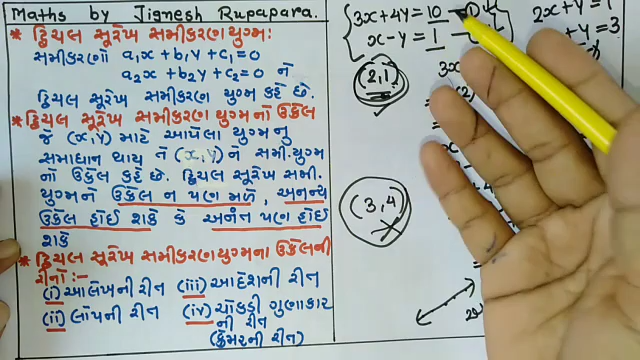 Maths by Jignesh Rupapara.
* દ્વિચલ સૂરેખ સમીકરણ યુગ્મ:
સમીકરણો a₁x + b₁y + c₁ = 0
a₂x + b₂y + c₂ = 0 ને
દ્વિચલ સૂરેખ સમીકરણ યુગ્મ કહે છે.
* દ્વિચલ સૂરેખ સમીકરણ યુગ્મનો ઉકેલ
જે (x,y) માટે આપેલા યુગ્મનુ
સમાધાન થાય તે (x,y) ને સમી. યુગ્મ
નો ઉકેલ કહે છે. દ્વિચલ સૂરેખ સમી.
યુગ્મને ઉકેલ ન પણ મળે, અનન્ય
ઉકેલ હોઈ શકે કે અનંત પણ હોઈ
શકે
* દ્વિચલ સૂરેખ સમીકરણ યુગ્મના ઉકેલની
રીતો :-
(i) આલેખની રીત (iii) આદેશની રીત
(ii) લોપની રીત (iv) ચોકડી ગુણાકાર
ની રીત
(ક્રેમરની રીત)
3x + 4y = 10
x - y = 1
(2,1)
3x
(3,4)
2x + y =
+ y = 3